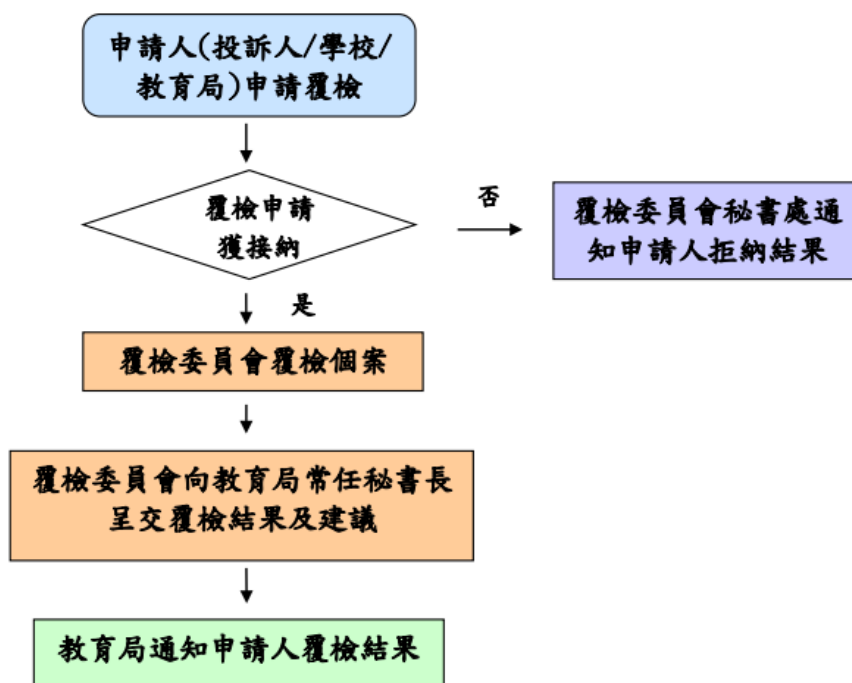 申請人(投訴人/學校/
教育局)申請覆檢
覆檢申請
獲接納
否
覆檢委員會秘書處通
知申請人拒納結果
是
覆檢委員會覆檢個案
覆檢委員會向教育局常任秘書長
呈交覆檢結果及建議
教育局通知申請人覆檢結果